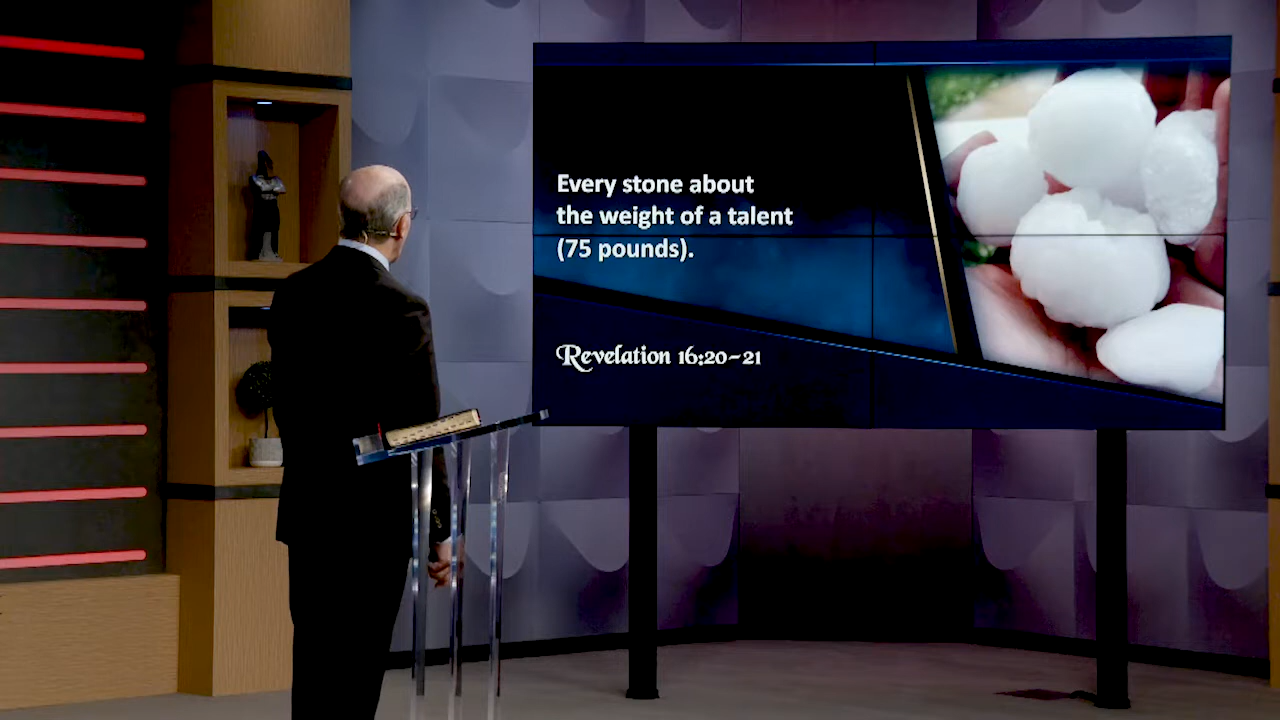 Every stone about
the weight of a talent
(75 pounds).
Revelation 16:20–21